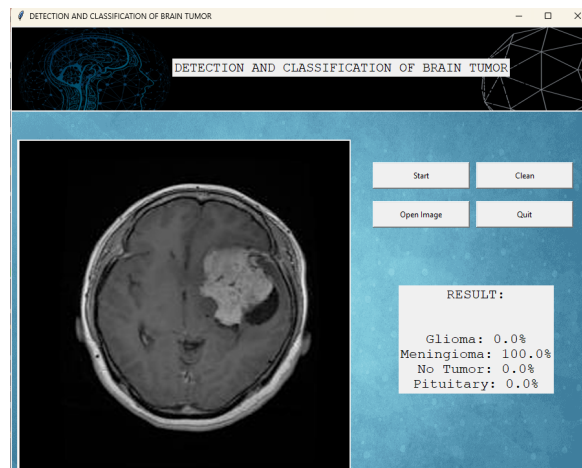 DETECTION AND CLASSIFICATION OF BRAIN TUMOR
DETECTION AND CLASSIFICATION OF BRAIN TUMOR
Start
Clean
Open Image
Quit
RESULT:
Glioma: 0.0%
Meningioma: 100.0%
No Tumor: 0.0%
Pituitary: 0.0%